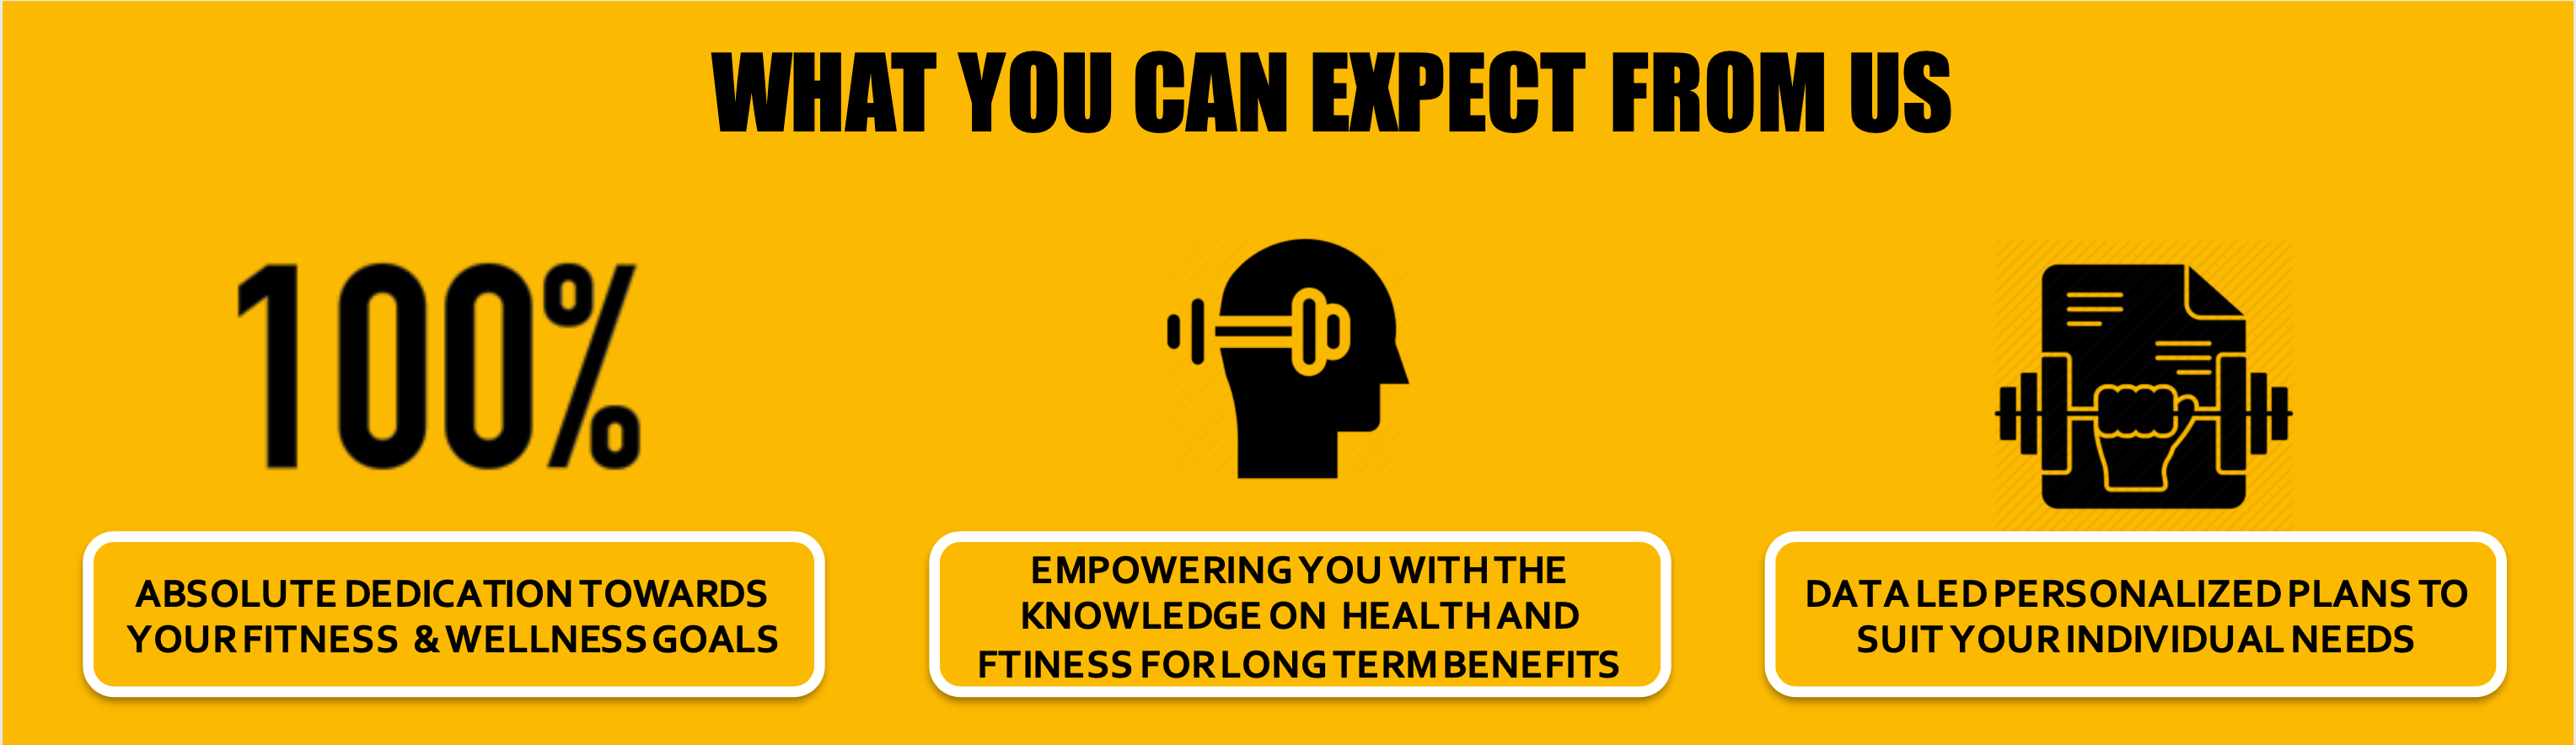 WHAT YOU CAN EXPECT FROM US
100%
ABSOLUTE DEDICATION TOWARDS
YOUR FITNESS & WELLNESS GOALS
EMPOWERING YOU WITH THE
KNOWLEDGE ON HEALTH AND
FTINESS FOR LONG TERM BENEFITS
DATA LED PERSONALIZED PLANS TO
SUIT YOUR INDIVIDUAL NEEDS